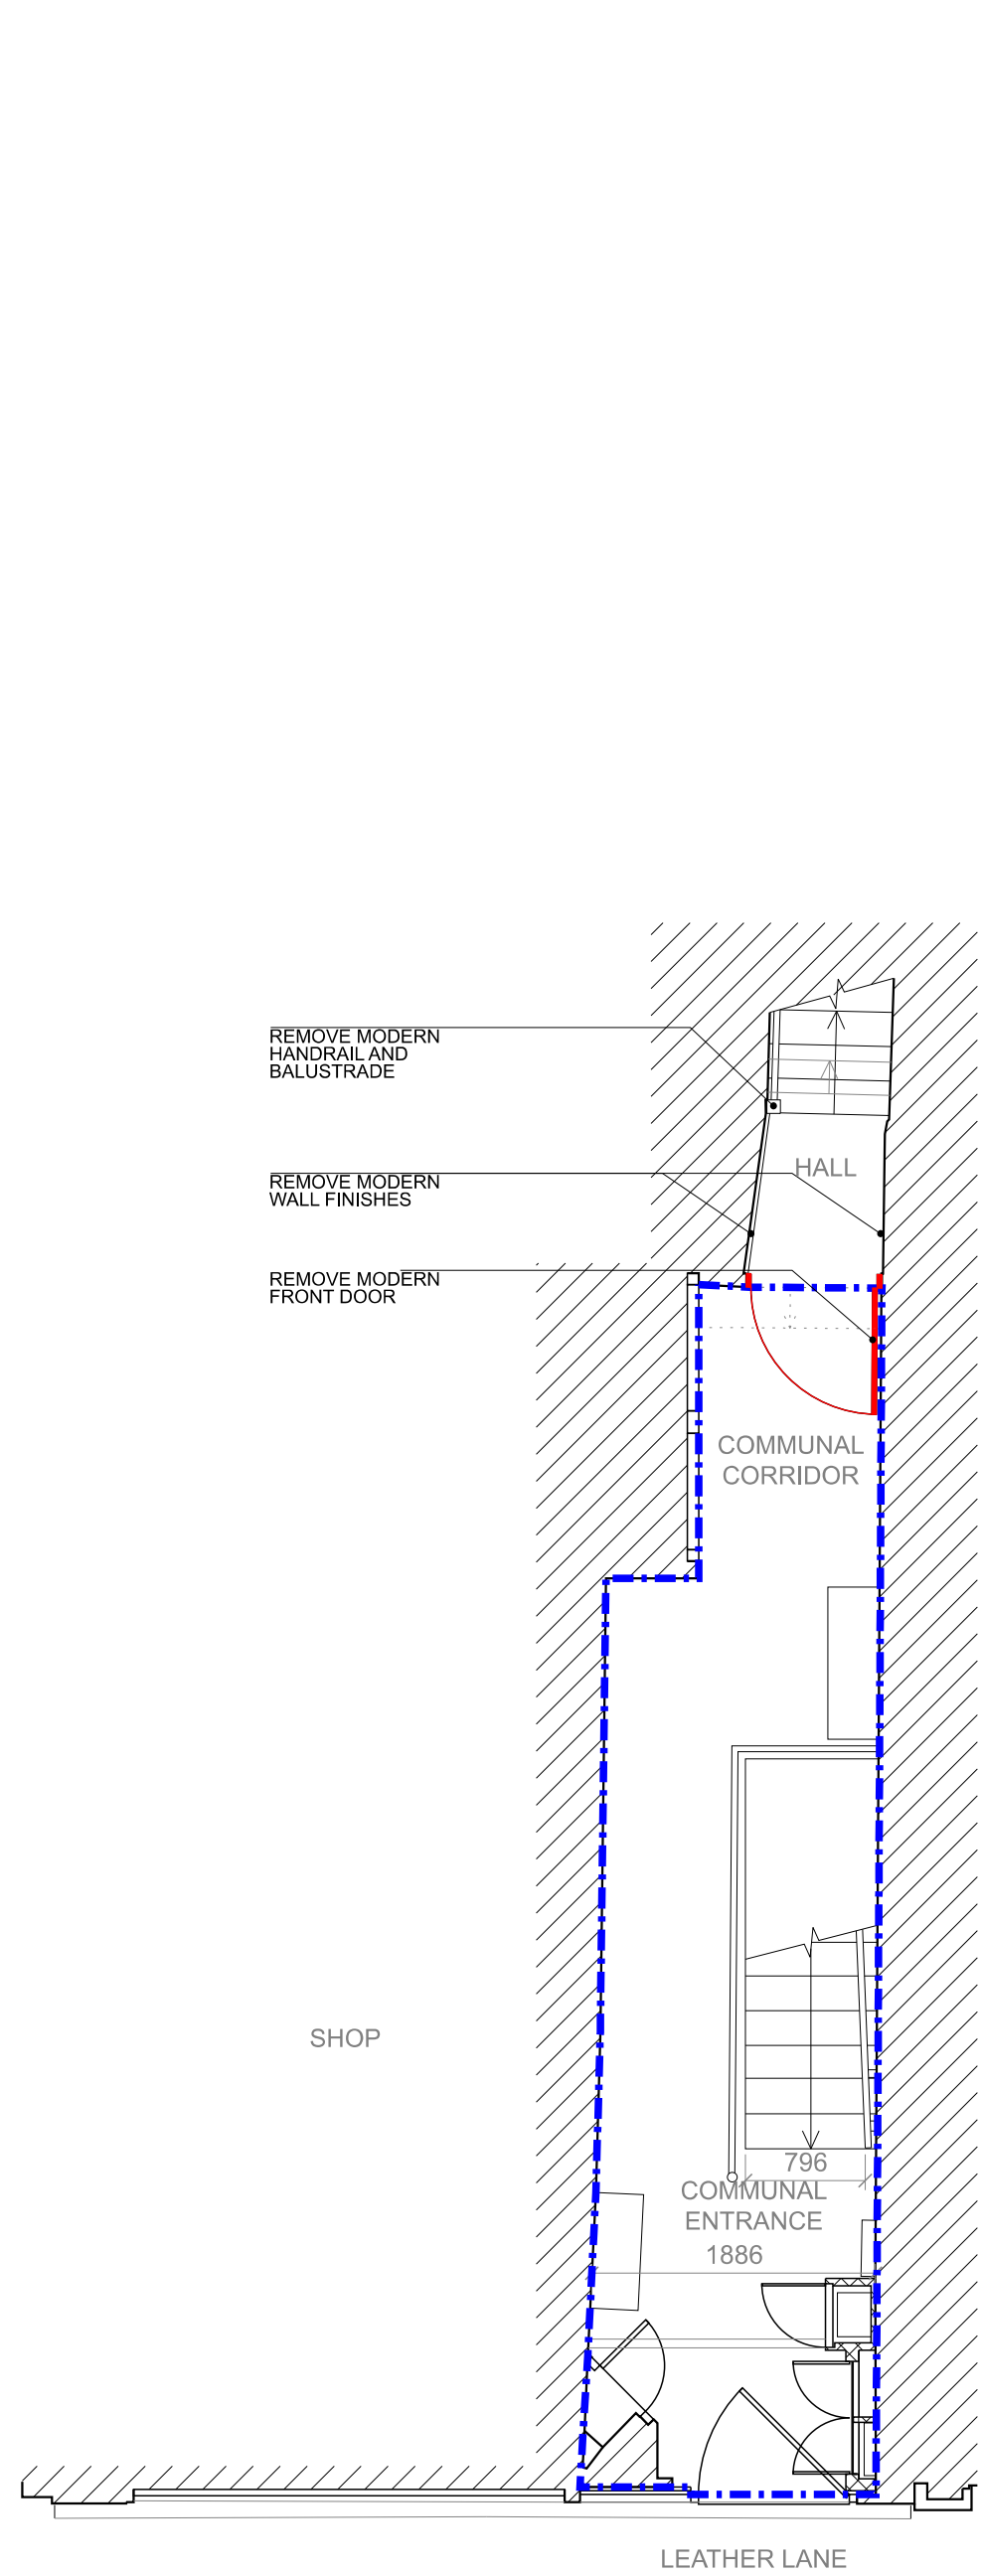 REMOVE MODERN
HANDRAIL AND
BALUSTRADE
HALL
REMOVE MODERN
WALL FINISHES
REMOVE MODERN
FRONT DOOR
COMMUNAL
CORRIDOR
SHOP
796
COMMUNAL
ENTRANCE
1886
LEATHER LANE